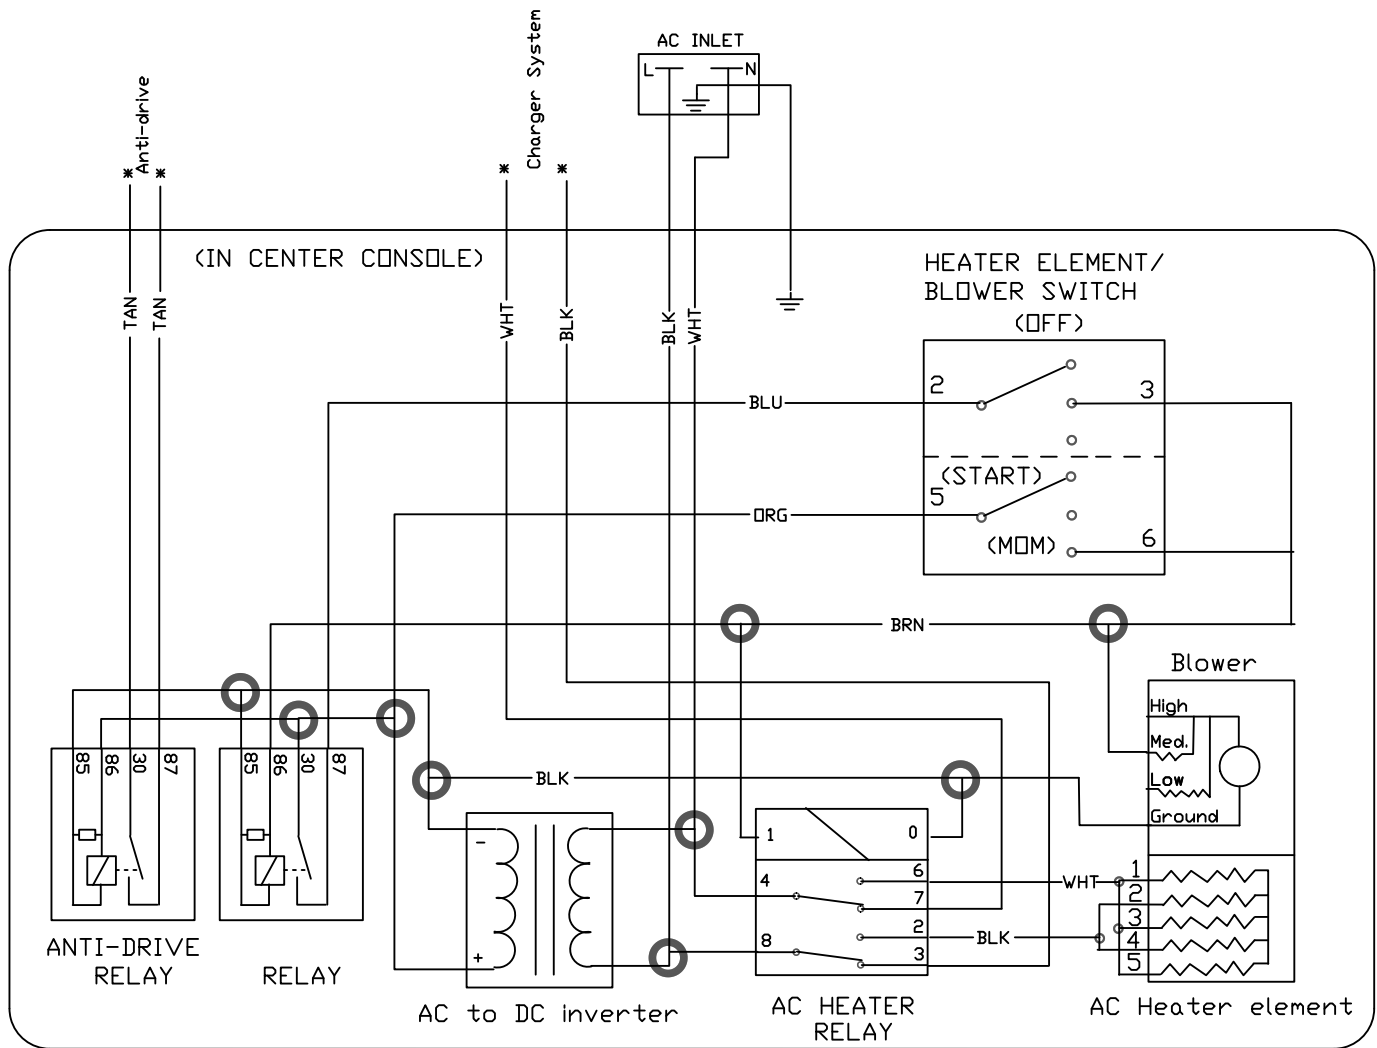 AC INLET
L
N
Anti-drive
*
*
Charger System
*
*
(IN CENTER CONSOLE)
HEATER ELEMENT/
BLOWER SWITCH
(OFF)
TAN
TAN
WHT
BLK
BLK
WHT
2
3
BLU
(START)
5
ORG
(MOM)
6
BRN
Blower
High
Med.
Low
Ground
85
86
30
87
85
86
30
87
BLK
-
+
1
0
4
6
7
8
2
3
WHT
BLK
1
2
3
4
5
ANTI-DRIVE
RELAY
RELAY
AC to DC inverter
AC HEATER
RELAY
AC Heater element